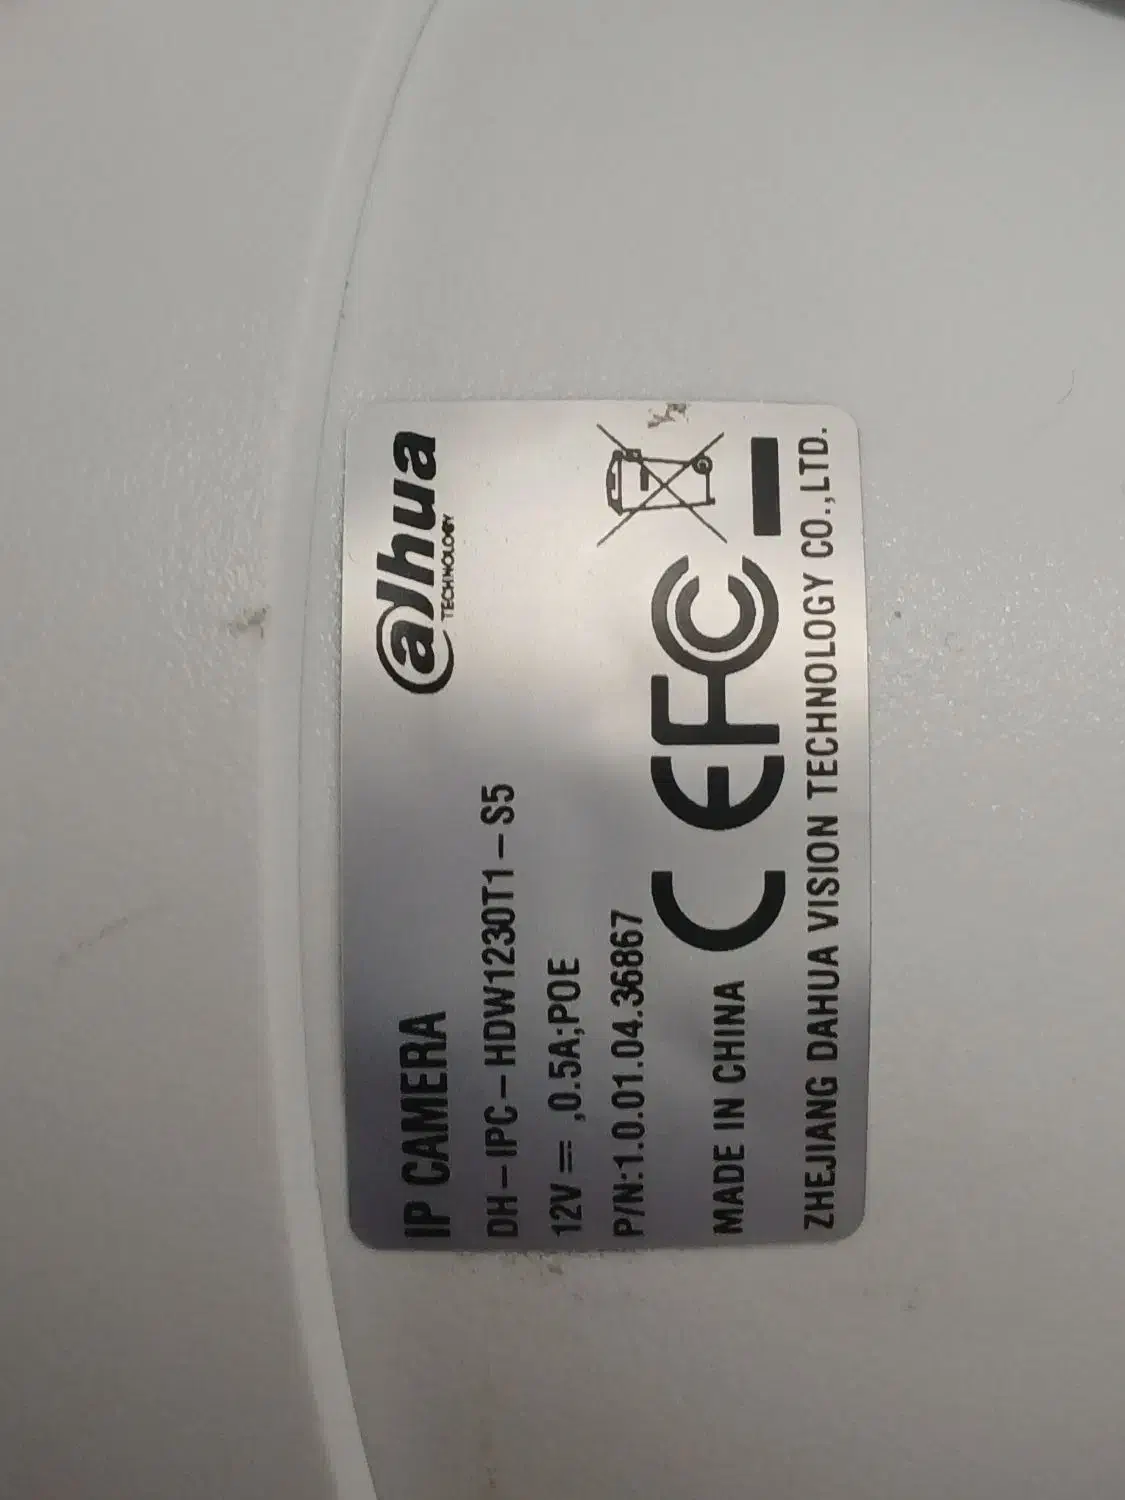 alhua
TECHNOLOGY
IP CAMERA
DH-IPC-HDW1230T1-S5
12V⎓,0.5A;POE
P/N:1.0.01.04.36867
MADE IN CHINA CE FC
ZHEJIANG DAHUA VISION TECHNOLOGY CO.,LTD.